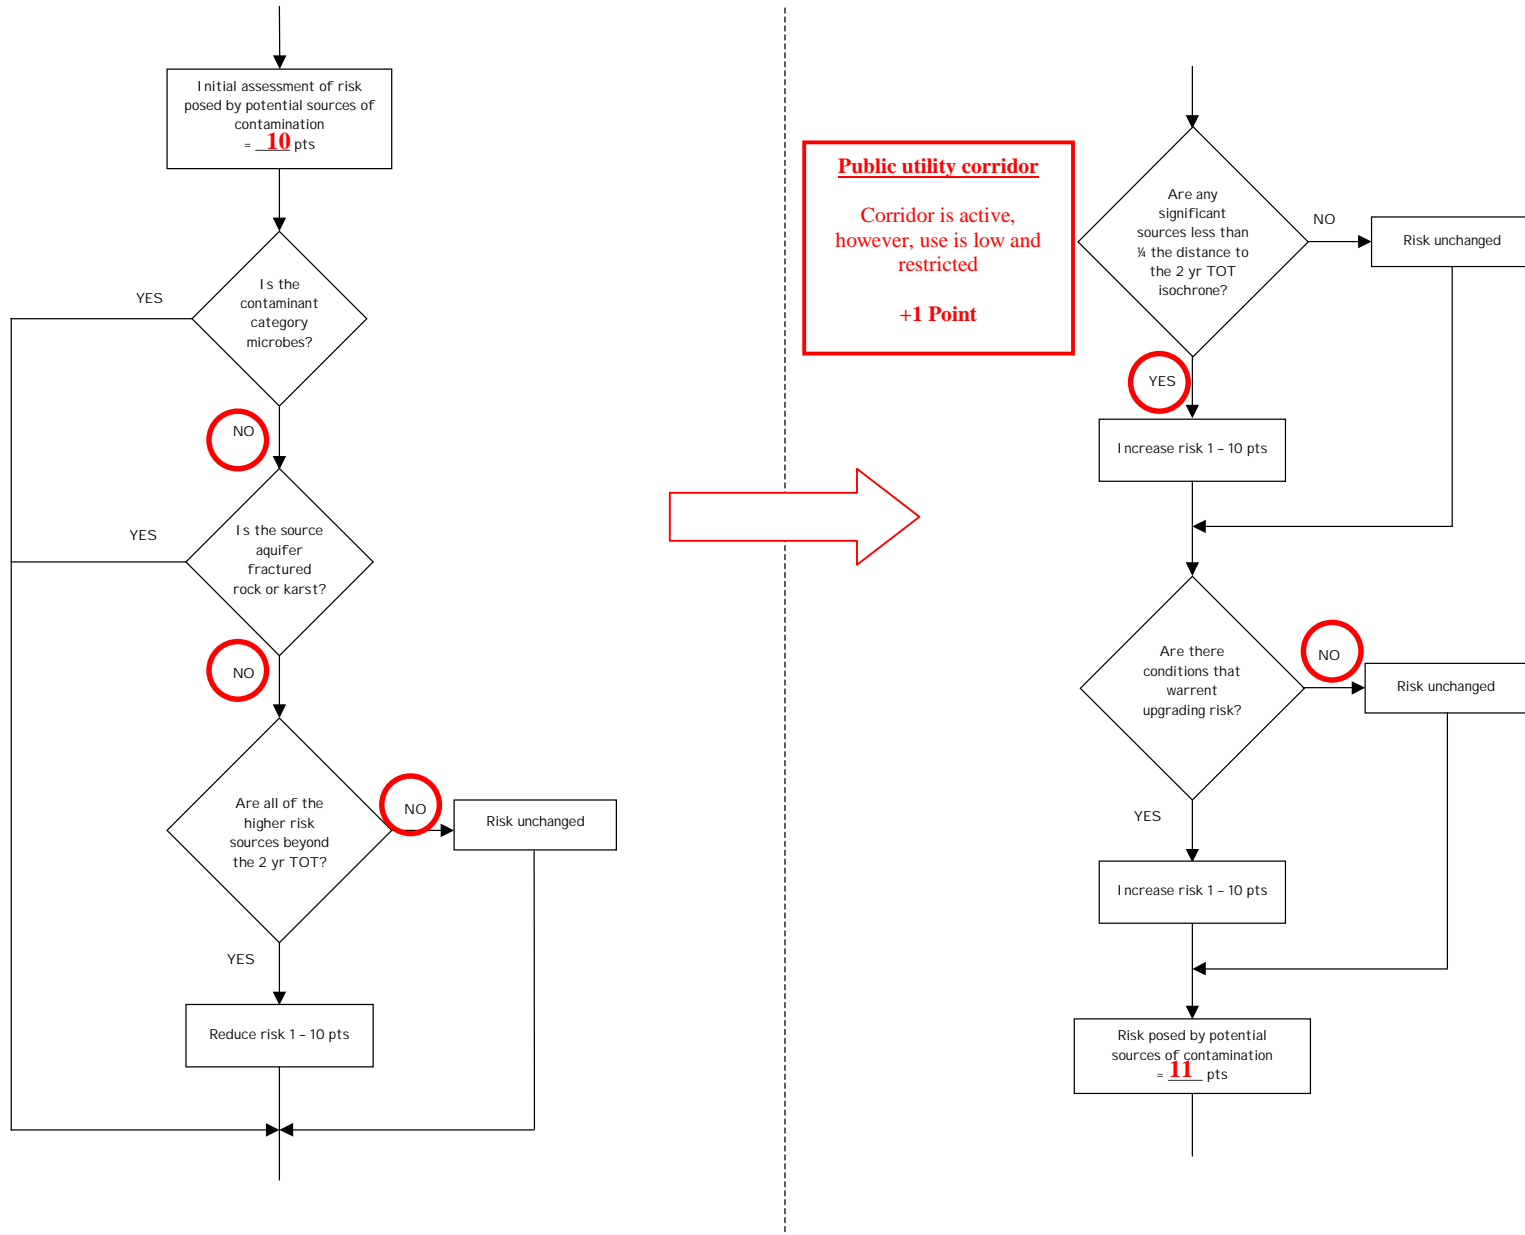 Initial assessment of risk
posed by potential sources of
contamination
= 10 pts
Is the
contaminant
category
microbes?
YES
NO
Is the source
aquifer
fractured
rock or karst?
YES
NO
Are all of the
higher risk
sources beyond
the 2 yr TOT?
NO
Risk unchanged
YES
Reduce risk 1 – 10 pts
Public utility corridor
Corridor is active,
however, use is low and
restricted
+1 Point
Are any
significant
sources less than
¼ the distance to
the 2 yr TOT
isochrone?
NO
Risk unchanged
YES
Increase risk 1 – 10 pts
Are there
conditions that
warrent
upgrading risk?
NO
Risk unchanged
YES
Increase risk 1 – 10 pts
Risk posed by potential
sources of contamination
= 11 pts